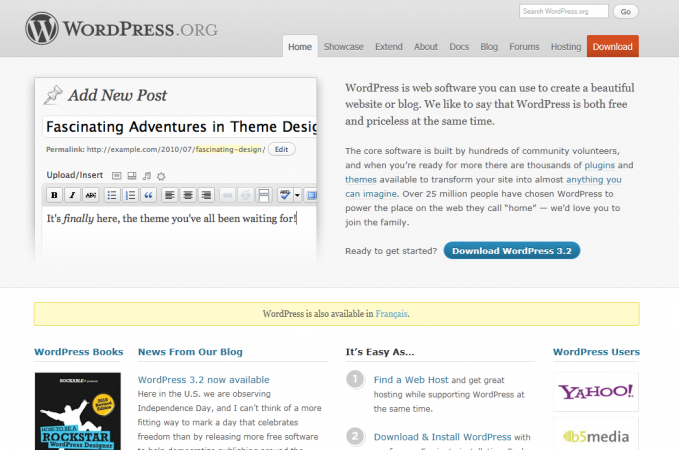 WORDPRESS.ORG
Search WordPress.org
Go
Home Showcase Extend About Docs Blog Forums Hosting Download
Add New Post
Fascinating Adventures in Theme Desig
Permalink: http://example.com/2010/07/fascinating-design/ Edit
Upload/Insert
B I ABC
It's finally here, the theme you've all been waiting for!
WordPress is web software you can use to create a beautiful
website or blog. We like to say that WordPress is both free
and priceless at the same time.
The core software is built by hundreds of community volunteers,
and when you're ready for more there are thousands of plugins and
themes available to transform your site into almost anything you
can imagine. Over 25 million people have chosen WordPress to
power the place on the web they call “home” — we'd love you to
join the family.
Ready to get started? Download WordPress 3.2
WordPress is also available in Français.
WordPress Books
ROCKABLE
2010 Revised Edition
HOW TO BE A
ROCKSTAR
WordPress Designer
News From Our Blog
WordPress 3.2 now available
Here in the U.S. we are observing
Independence Day, and I can't think of a more
fitting way to mark a day that celebrates
freedom than by releasing more free software
to help democratize publishing around the
It's Easy As…
1 Find a Web Host and get great
hosting while supporting WordPress at
the same time.
2 Download & Install WordPress with
WordPress Users
YAHOO!
b5media